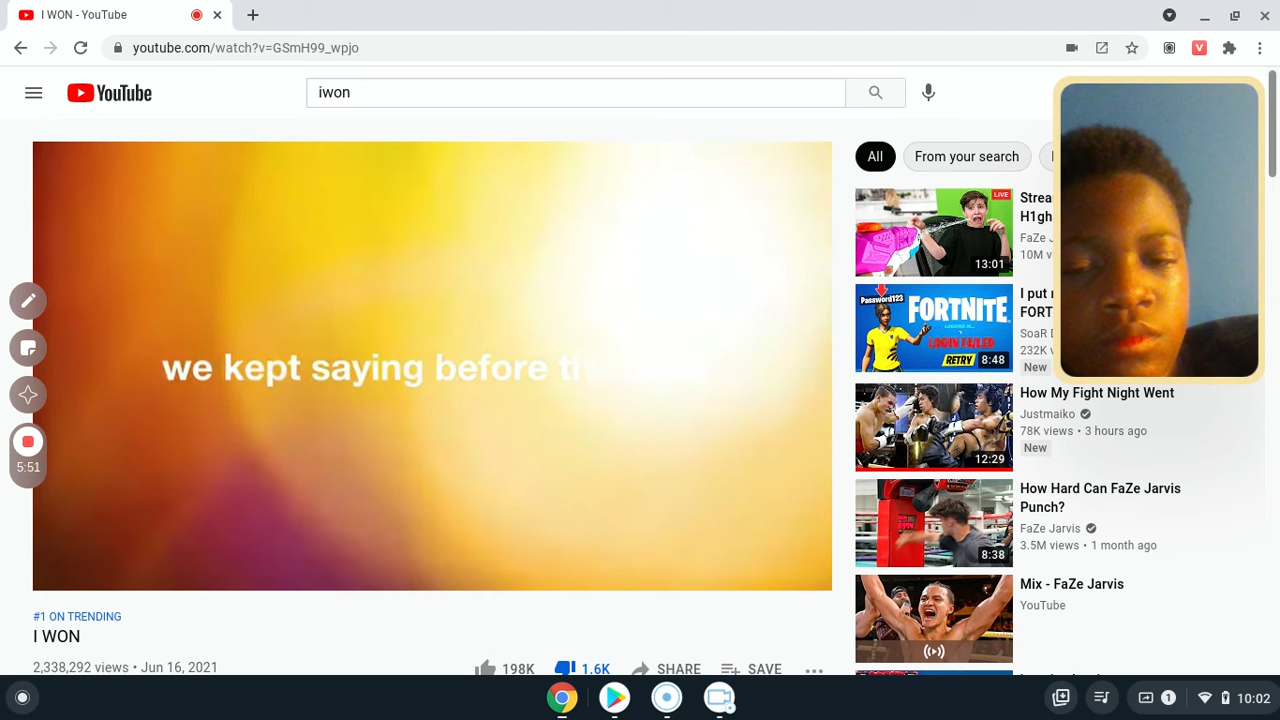 I WON - YouTube
youtube.com/watch?v=GSmH99_wpjo
YouTube
iwon
All
From your search
we kept saying before
5:51
LIVE
13:01
Strea
H1gh
FaZe J
10M v
Password123
FORTNITE
LOGIN FAILED
RETRY
8:48
I put
FORT
SoaR
232K
New
12:29
How My Fight Night Went
Justmaiko
78K views • 3 hours ago
New
8:38
How Hard Can FaZe Jarvis
Punch?
FaZe Jarvis
3.5M views • 1 month ago
Mix - FaZe Jarvis
YouTube
#1 ON TRENDING
I WON
2,338,292 views • Jun 16, 2021
198K
1.6K
SHARE
SAVE
1
10:02